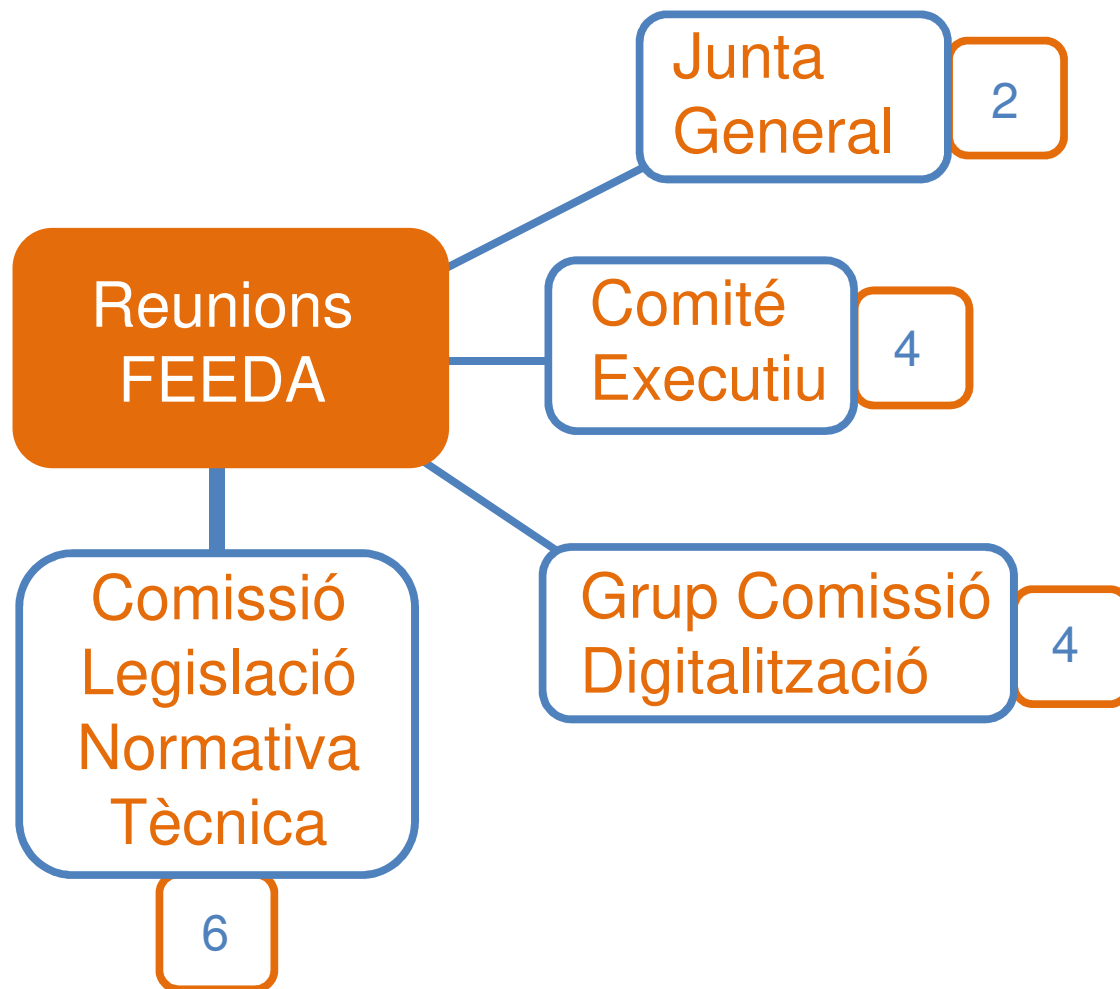 Junta
General
2
Reunions
FEEDA
Comité
Executiu
4
Grup Comissió
Digitalització
4
Comissió
Legislació
Normativa
Tècnica
6